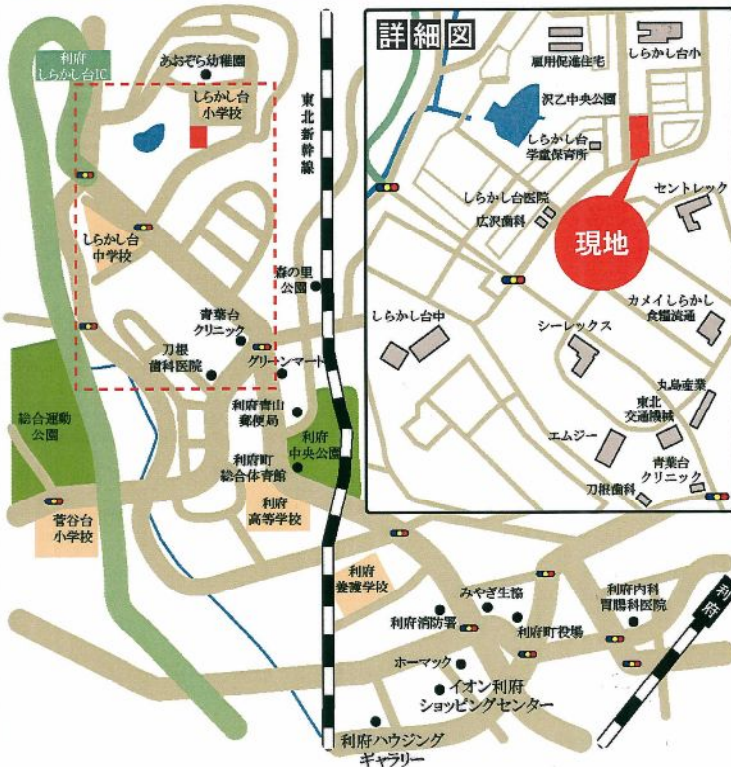 利府
しらかし台IC
あおぞら幼稚園
しらかし台
小学校
東北新幹線
しらかし台
中学校
森の里
公園
青葉台
クリニック
刀根
歯科医院
グリーンマート
利府青山
郵便局
総合運動
公園
利府
中央公園
利府町
総合体育館
菅谷台
小学校
利府
高等学校
利府
養護学校
みやぎ生協
利府消防署
利府町役場
利府内科
胃腸科医院
利府
ホーマック
イオン利府
ショッピングセンター
利府ハウジング
ギャラリー
詳細図
雇用促進住宅
しらかし台小
沢乙中央公園
しらかし台
学童保育所
しらかし台医院
広沢歯科
セントレック
現地
カメイしらかし
食糧流通
しらかし台中
シーレックス
丸島産業
東北
交通機械
エムジー
青葉台
クリニック
刀根歯科